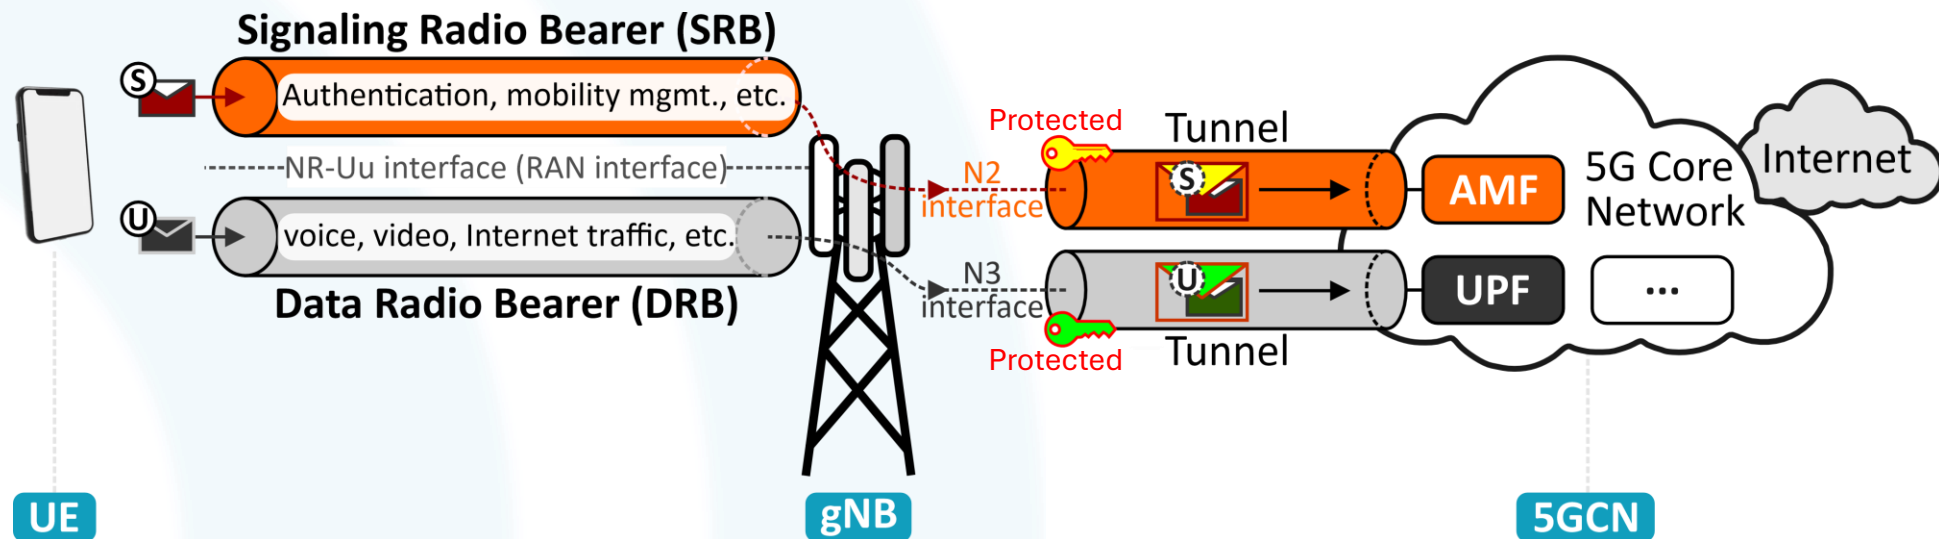 Signaling Radio Bearer (SRB)
S
Authentication, mobility mgmt., etc.
NR-Uu interface (RAN interface)
U
voice, video, Internet traffic, etc.
Data Radio Bearer (DRB)
N2
interface
N3
interface
Protected
Tunnel
S
U
Protected
Tunnel
AMF
UPF
5G Core
Network
...
Internet
UE
gNB
5GCN